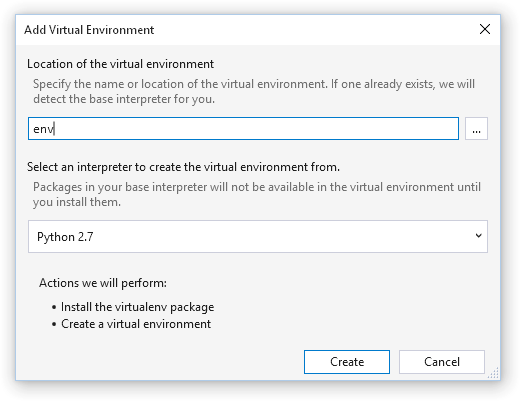 Add Virtual Environment
Location of the virtual environment
Specify the name or location of the virtual environment. If one already exists, we will
detect the base interpreter for you.
env
...
Select an interpreter to create the virtual environment from.
Packages in your base interpreter will not be available in the virtual environment until
you install them.
Python 2.7
Actions we will perform:
• Install the virtualenv package
• Create a virtual environment
Create
Cancel